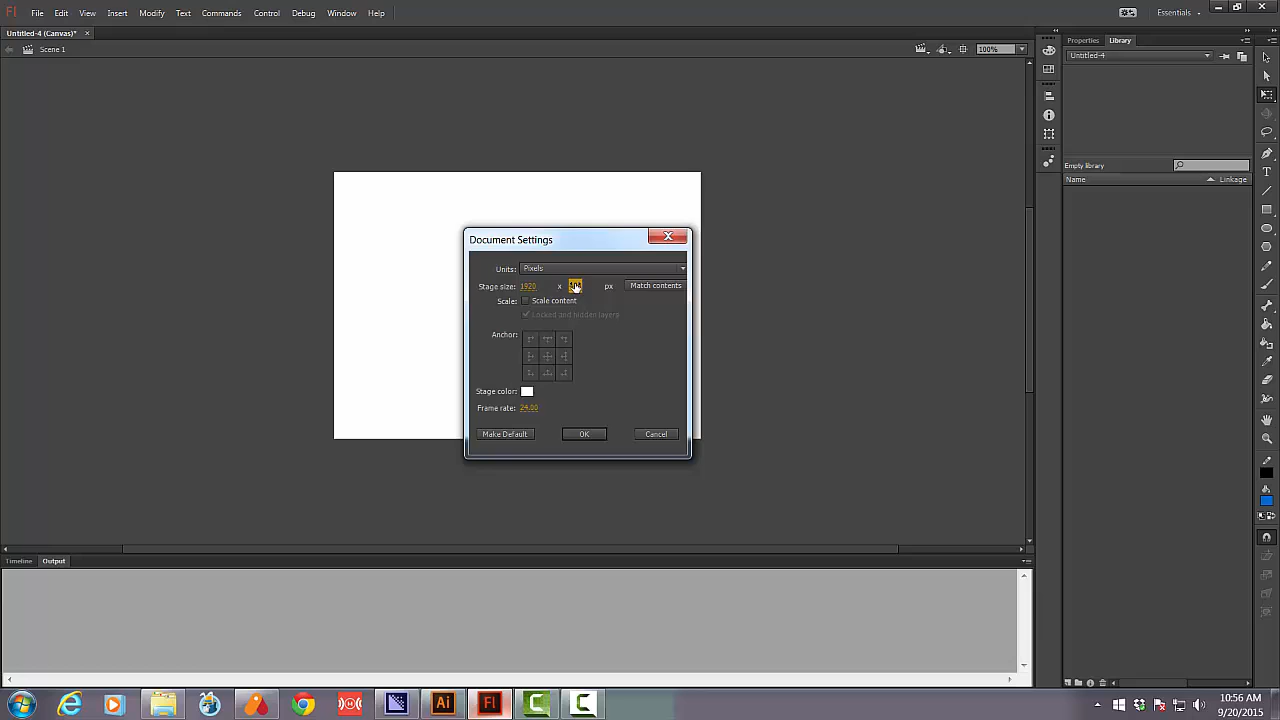 Fl File Edit View Insert Modify Text Commands Control Debug Window Help Essentials
Untitled-4 (Canvas)* ×
Scene 1 100%
Properties Library
Untitled-4
Empty library
Name Linkage
Document Settings
Units: Pixels
Stage size: 1920 x px Match contents
Scale: Scale content
Locked and hidden layers
Anchor:
Stage color:
Frame rate: 24.00
Make Default OK Cancel
Timeline Output
Ai Fl
10:56 AM
9/20/2015